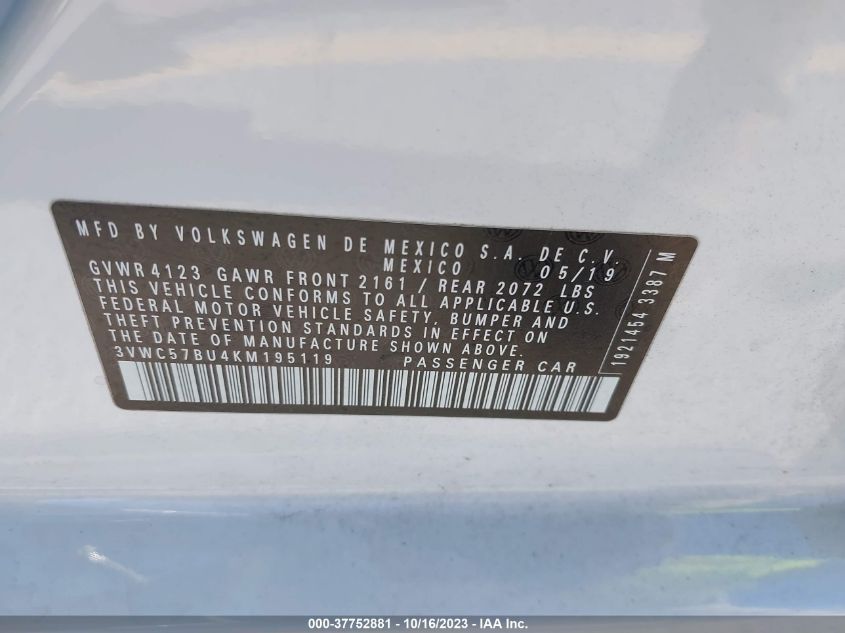 MFD BY VOLKSWAGEN DE MEXICO S.A. DE C.V.
MEXICO 05/19
GVWR 4123 GAWR FRONT 2161 / REAR 2072 LBS
THIS VEHICLE CONFORMS TO ALL APPLICABLE U.S.
FEDERAL MOTOR VEHICLE SAFETY, BUMPER AND
THEFT PREVENTION STANDARDS IN EFFECT ON
THE DATE OF MANUFACTURE SHOWN ABOVE.
3VWC57BU4KM195119 PASSENGER CAR
1921454 3387 M
000-37752881 - 10/16/2023 - IAA Inc.